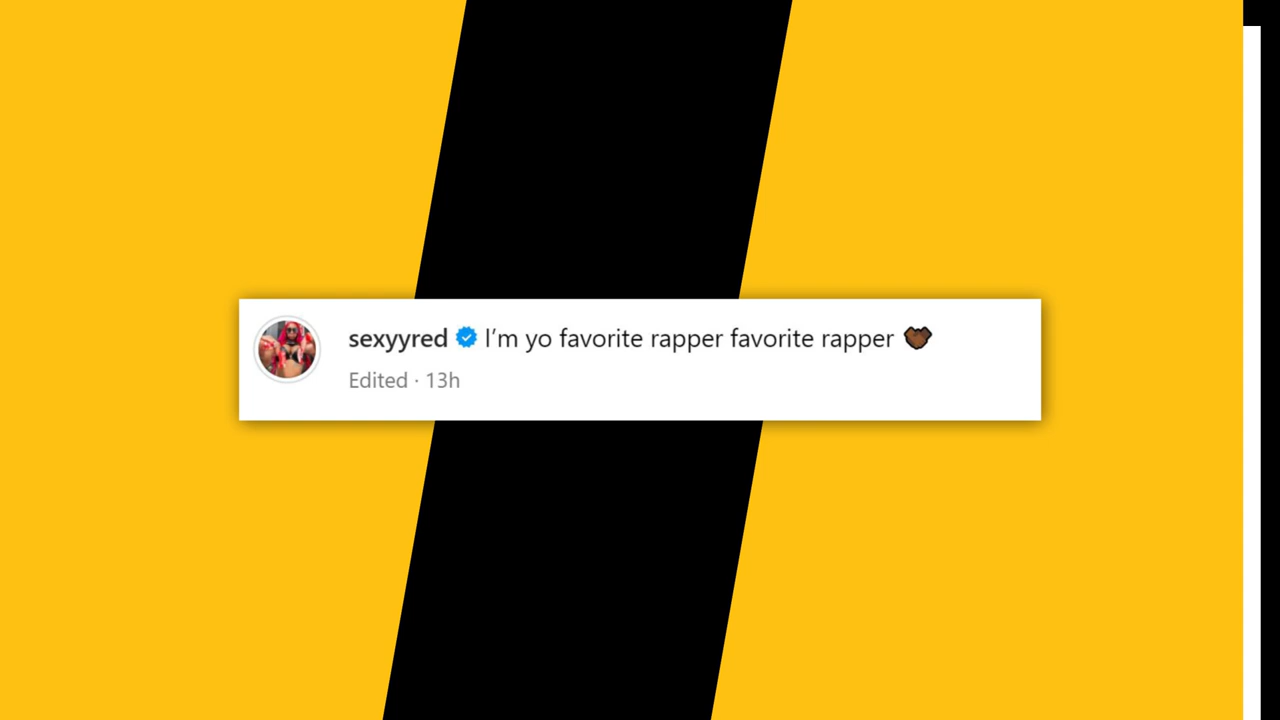 sexyyred I’m yo favorite rapper favorite rapper 🫶🏾
Edited · 13h